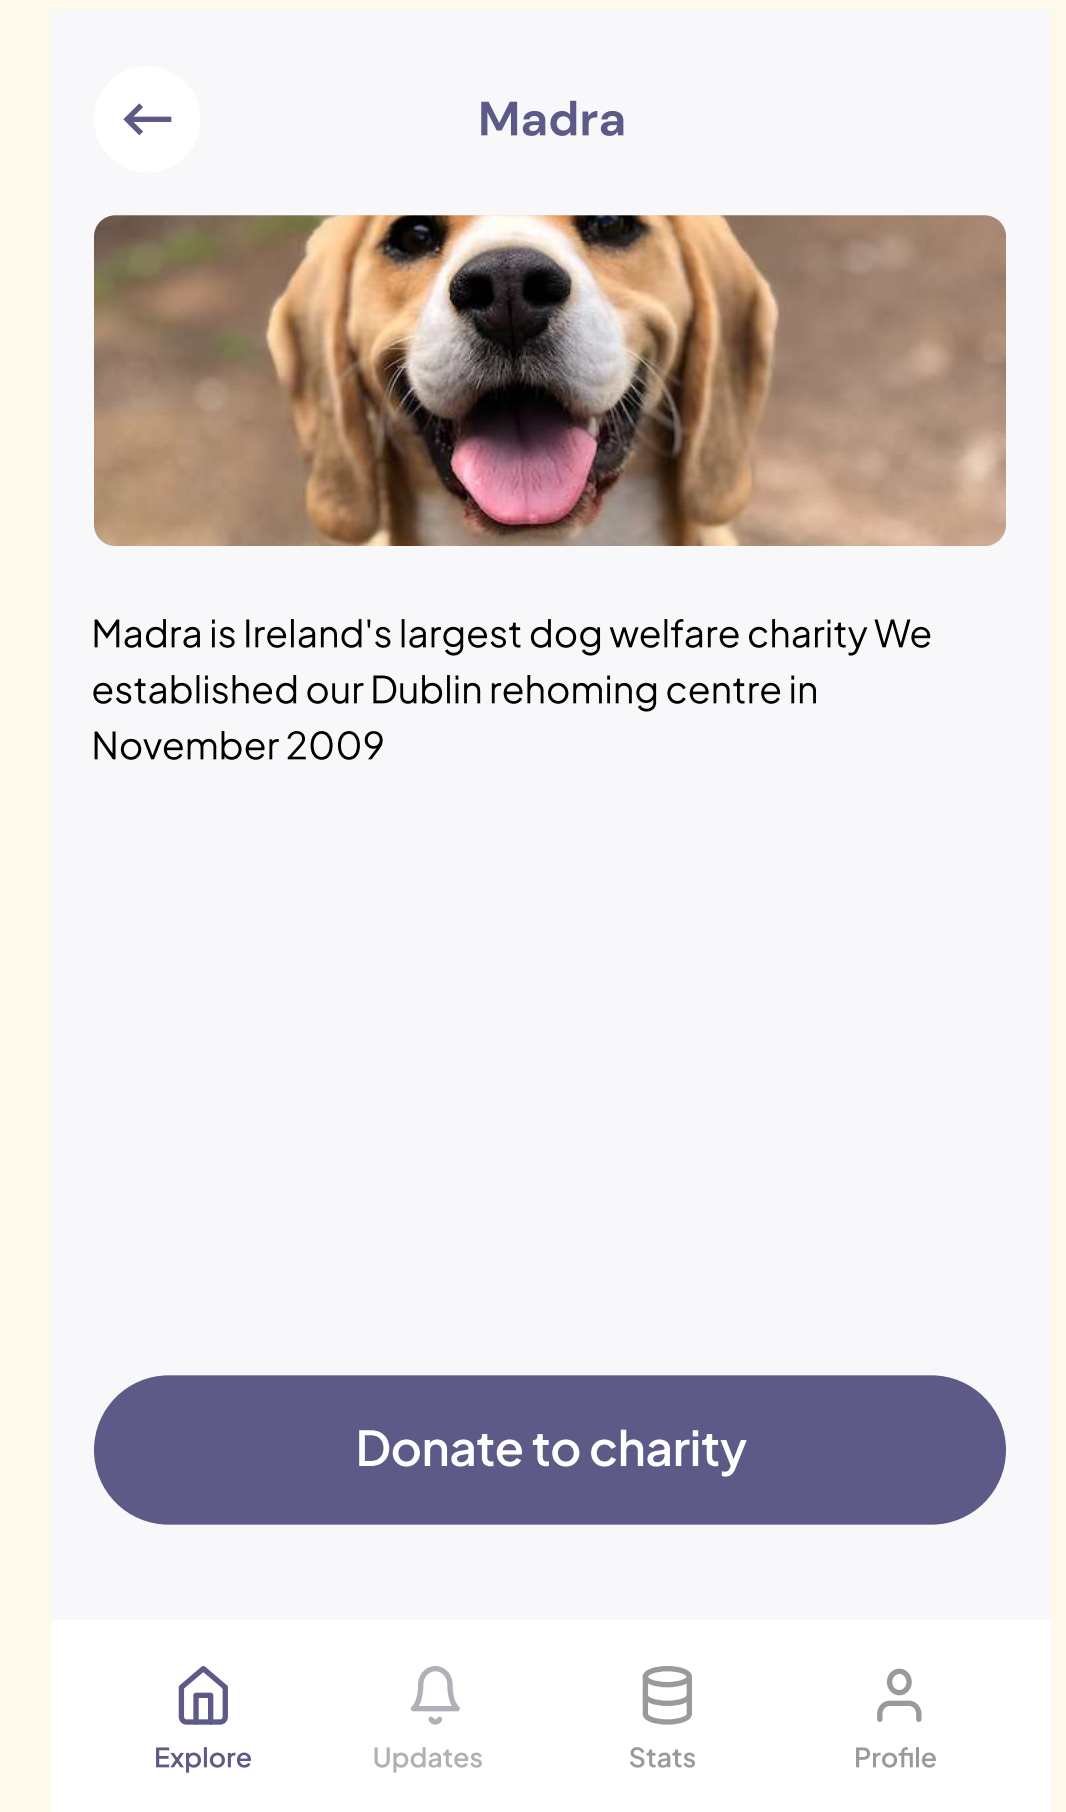 Madra
Madra is Ireland's largest dog welfare charity We
established our Dublin rehoming centre in
November 2009
Donate to charity
Explore
Updates
Stats
Profile